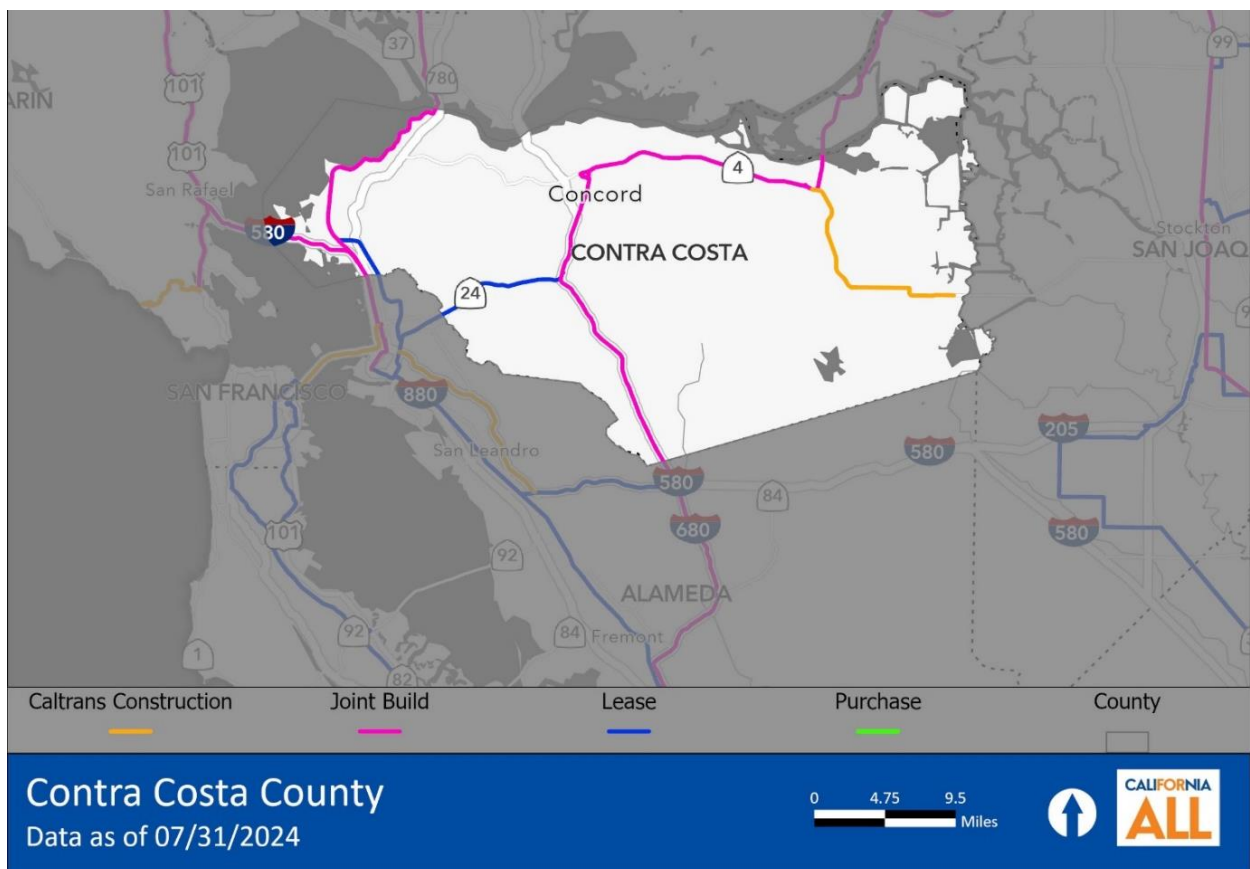 37
780
99
101
ARIN
101
4
San Rafael
Concord
580
Stockton
SAN JOAQ
CONTRA COSTA
24
SAN FRANCISCO
880
205
San Leandro
580
580
84
101
680
580
92
ALAMEDA
92
84
Fremont
1
82
Caltrans Construction
Joint Build
Lease
Purchase
County
Contra Costa County
Data as of 07/31/2024
0 4.75 9.5
Miles
CALIFORNIA
ALL